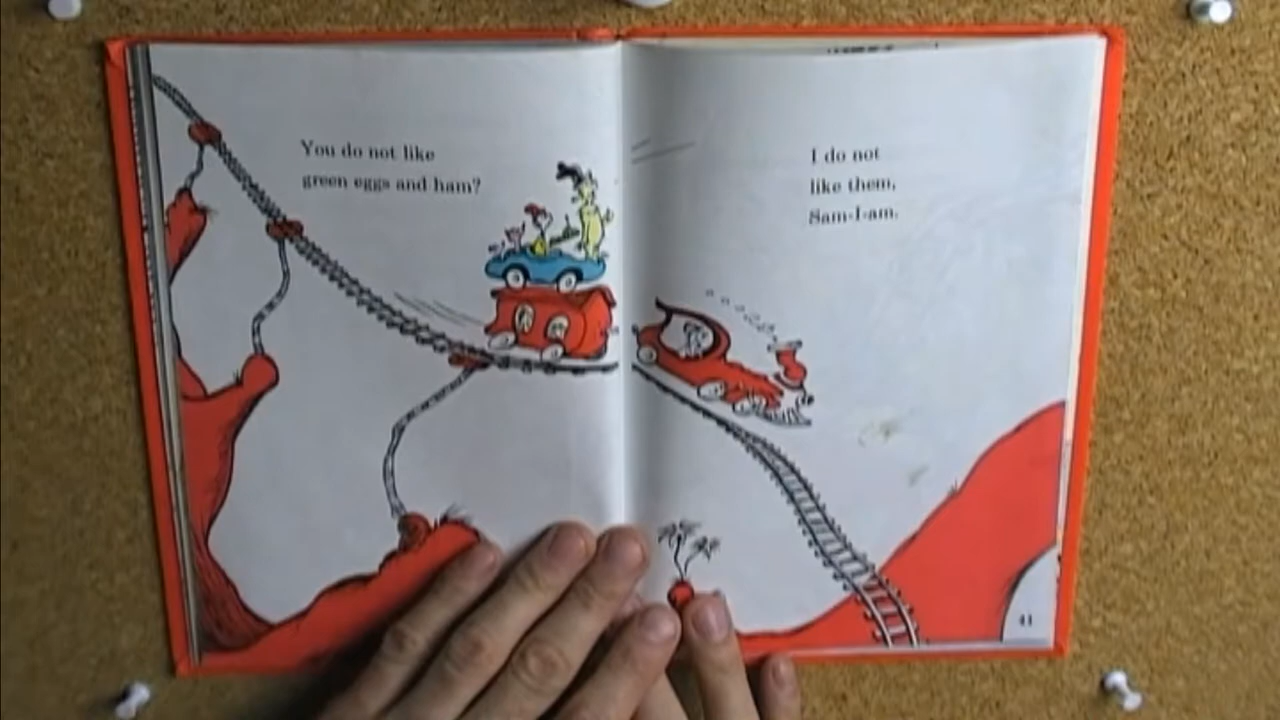 You do not like
green eggs and ham?
I do not
like them,
Sam-I-am.
41